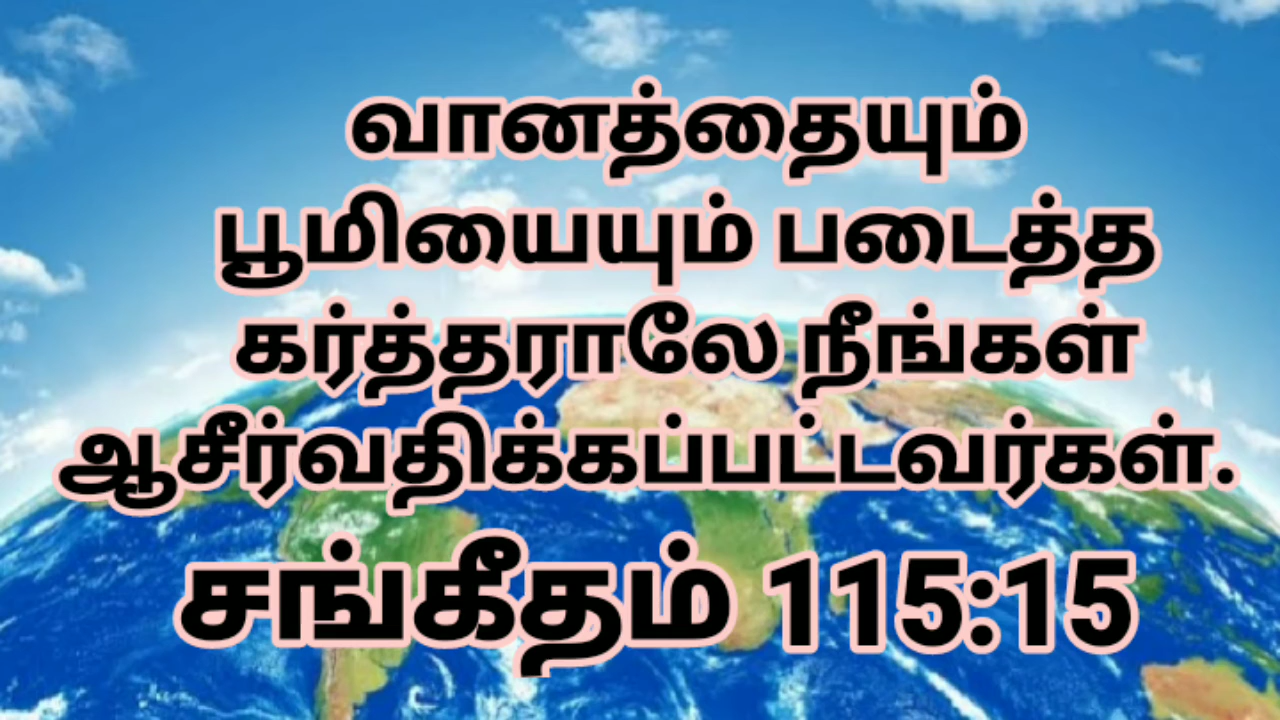 வானத்தையும்
பூமியையும் படைத்த
கர்த்தராலே நீங்கள்
ஆசீர்வதிக்கப்பட்டவர்கள்.
சங்கீதம் 115:15